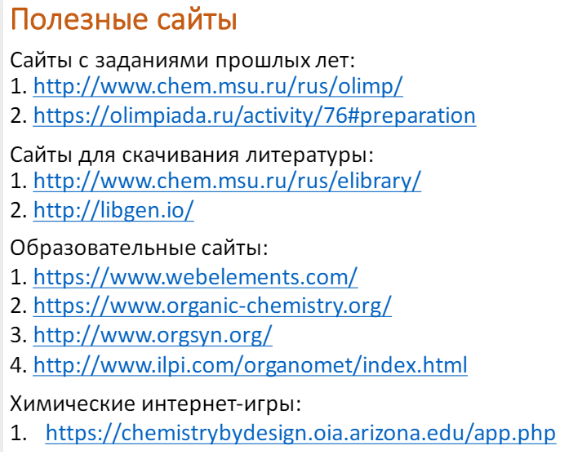 Полезные сайты
Сайты с заданиями прошлых лет:
1. http://www.chem.msu.ru/rus/olimp/
2. https://olimpiada.ru/activity/76#preparation
Сайты для скачивания литературы:
1. http://www.chem.msu.ru/rus/elibrary/
2. http://libgen.io/
Образовательные сайты:
1. https://www.webelements.com/
2. https://www.organic-chemistry.org/
3. http://www.orgsyn.org/
4. http://www.ilpi.com/organomet/index.html
Химические интернет-игры:
1. https://chemistrybydesign.oia.arizona.edu/app.php